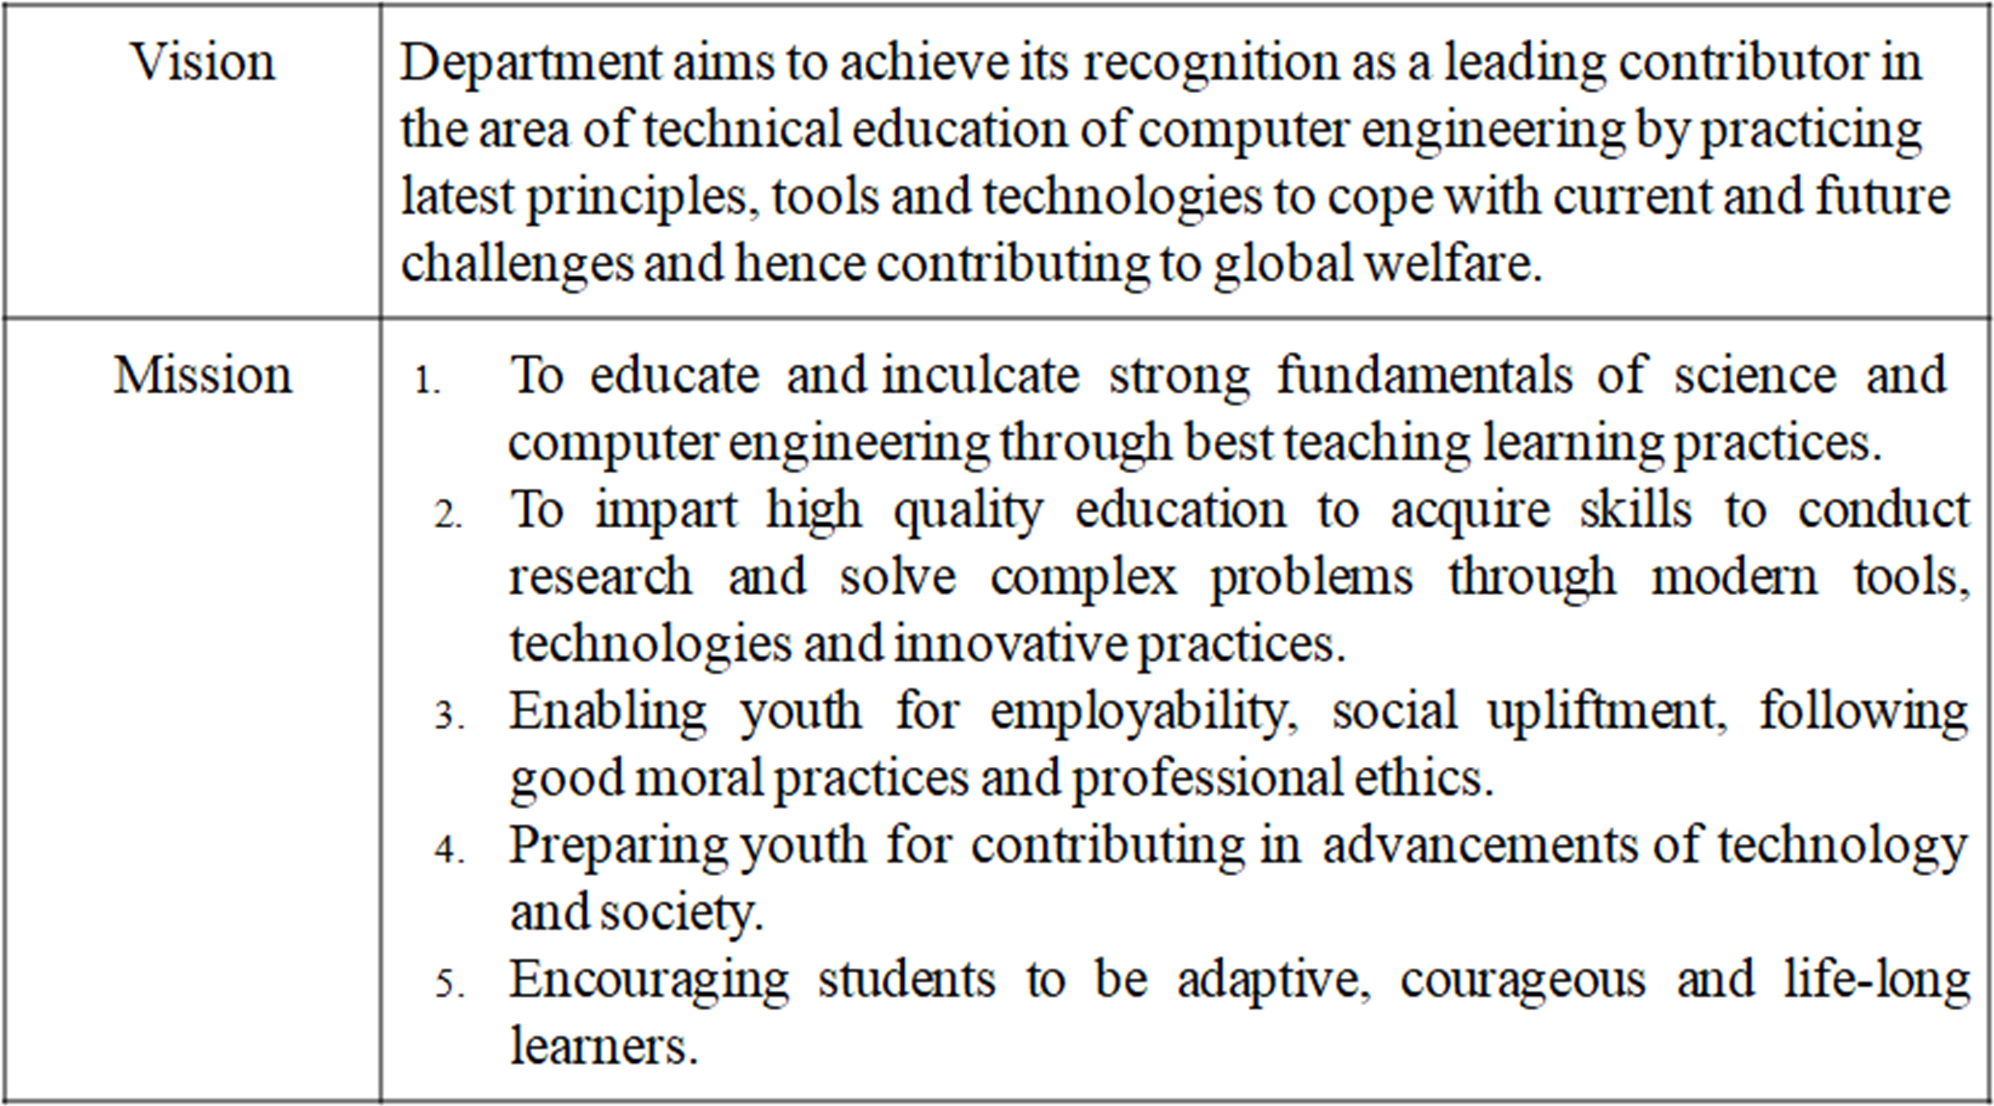 Vision
Department aims to achieve its recognition as a leading contributor in
the area of technical education of computer engineering by practicing
latest principles, tools and technologies to cope with current and future
challenges and hence contributing to global welfare.
Mission
1. To educate and inculcate strong fundamentals of science and
computer engineering through best teaching learning practices.
2. To impart high quality education to acquire skills to conduct
research and solve complex problems through modern tools,
technologies and innovative practices.
3. Enabling youth for employability, social upliftment, following
good moral practices and professional ethics.
4. Preparing youth for contributing in advancements of technology
and society.
5. Encouraging students to be adaptive, courageous and life-long
learners.